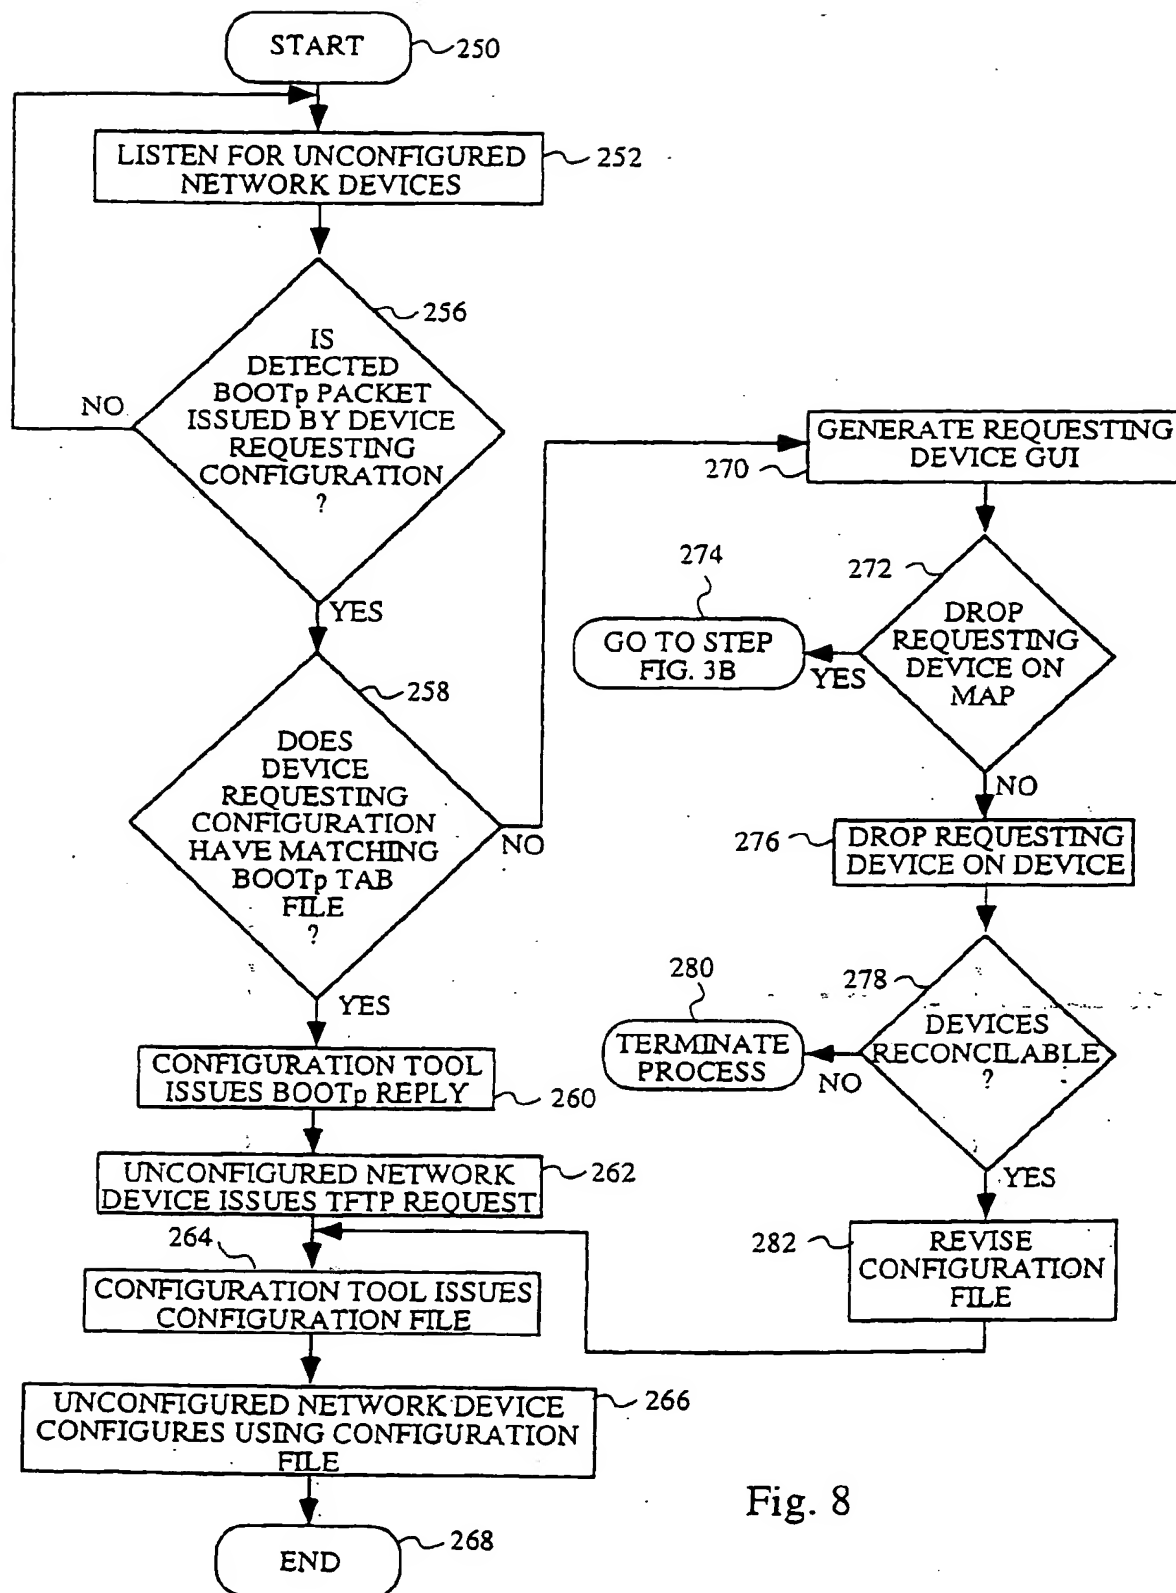 START
250
LISTEN FOR UNCONFIGURED
NETWORK DEVICES
252
256
IS
DETECTED
BOOTp PACKET
ISSUED BY DEVICE
REQUESTING
CONFIGURATION
?
NO
YES
258
DOES
DEVICE
REQUESTING
CONFIGURATION
HAVE MATCHING
BOOTp TAB
FILE
?
NO
YES
CONFIGURATION TOOL
ISSUES BOOTp REPLY
260
UNCONFIGURED NETWORK
DEVICE ISSUES TFTP REQUEST
262
264
CONFIGURATION TOOL ISSUES
CONFIGURATION FILE
UNCONFIGURED NETWORK DEVICE
CONFIGURES USING CONFIGURATION
FILE
266
END
268
GENERATE REQUESTING
DEVICE GUI
270
272
DROP
REQUESTING
DEVICE ON
MAP
274
GO TO STEP
FIG. 3B
YES
NO
276
DROP REQUESTING
DEVICE ON DEVICE
278
DEVICES
RECONCILABLE
?
280
TERMINATE
PROCESS
NO
YES
282
REVISE
CONFIGURATION
FILE
Fig. 8